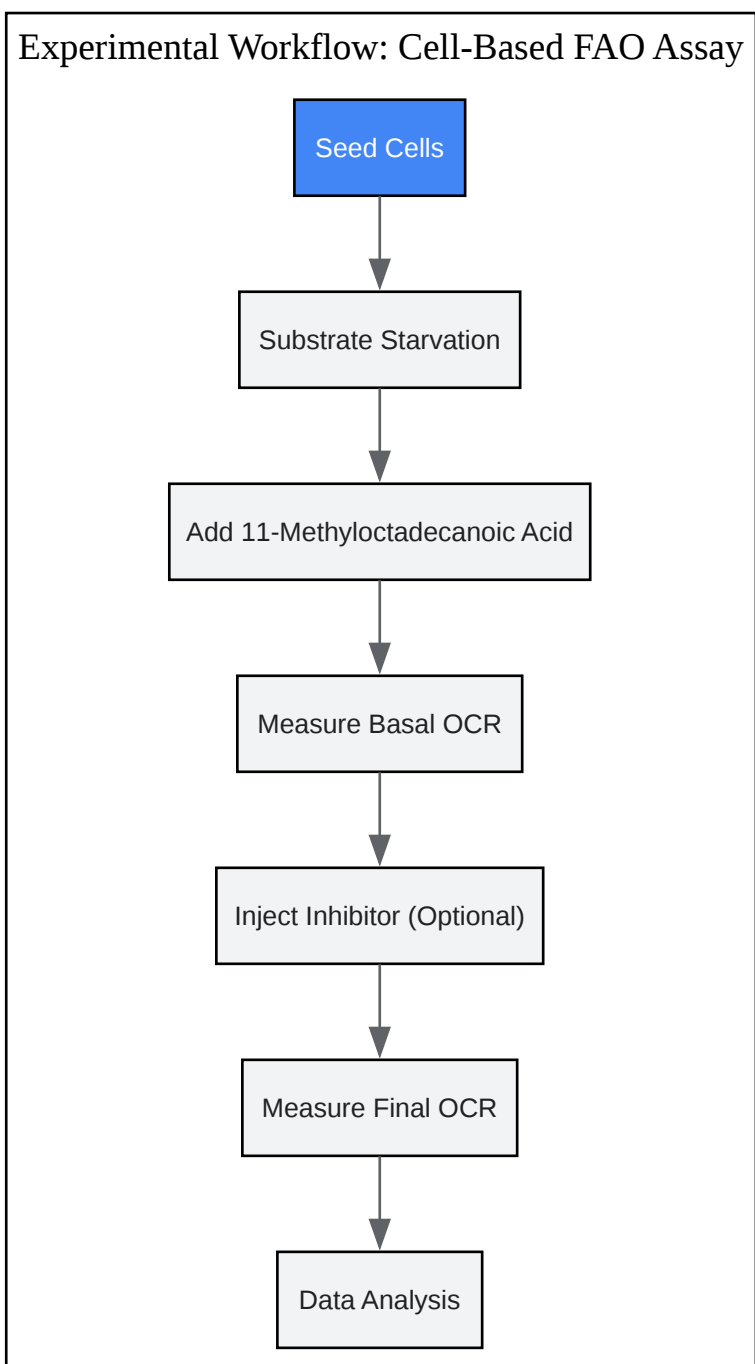 Experimental Workflow: Cell-Based FAO Assay
Seed Cells
Substrate Starvation
Add 11-Methyloctadecanoic Acid
Measure Basal OCR
Inject Inhibitor (Optional)
Measure Final OCR
Data Analysis